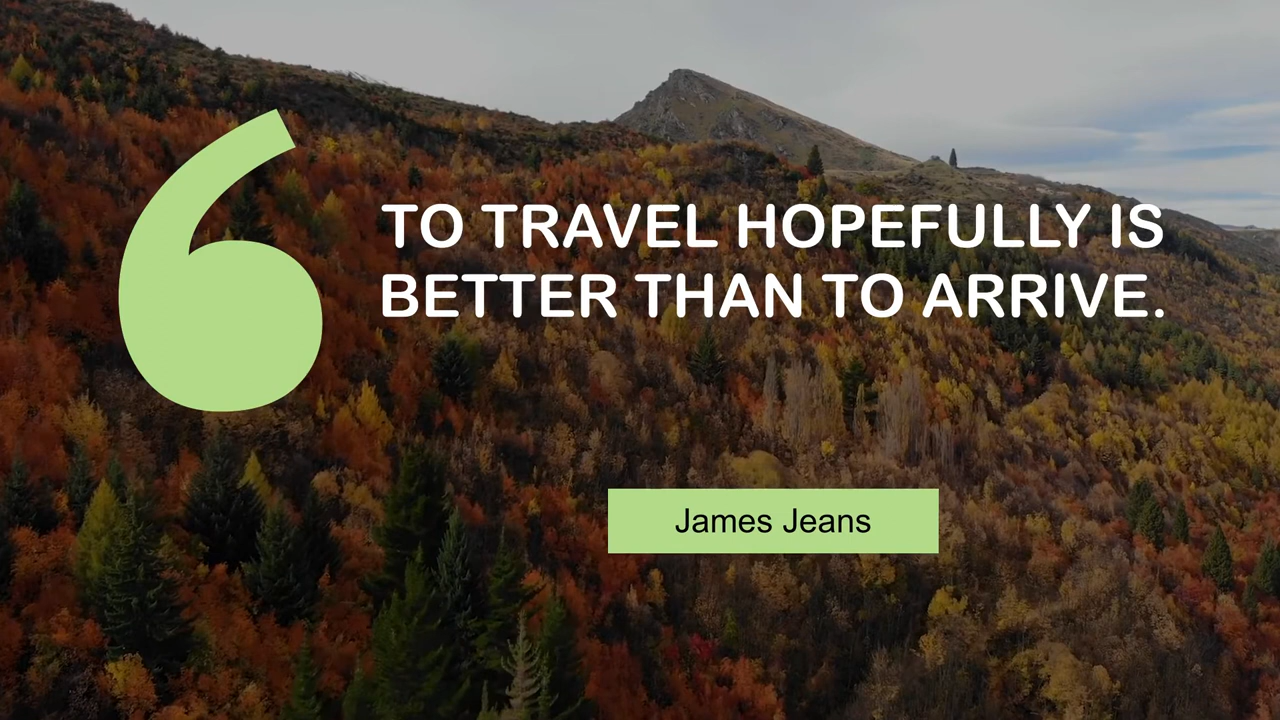 TO TRAVEL HOPEFULLY IS
BETTER THAN TO ARRIVE.
James Jeans